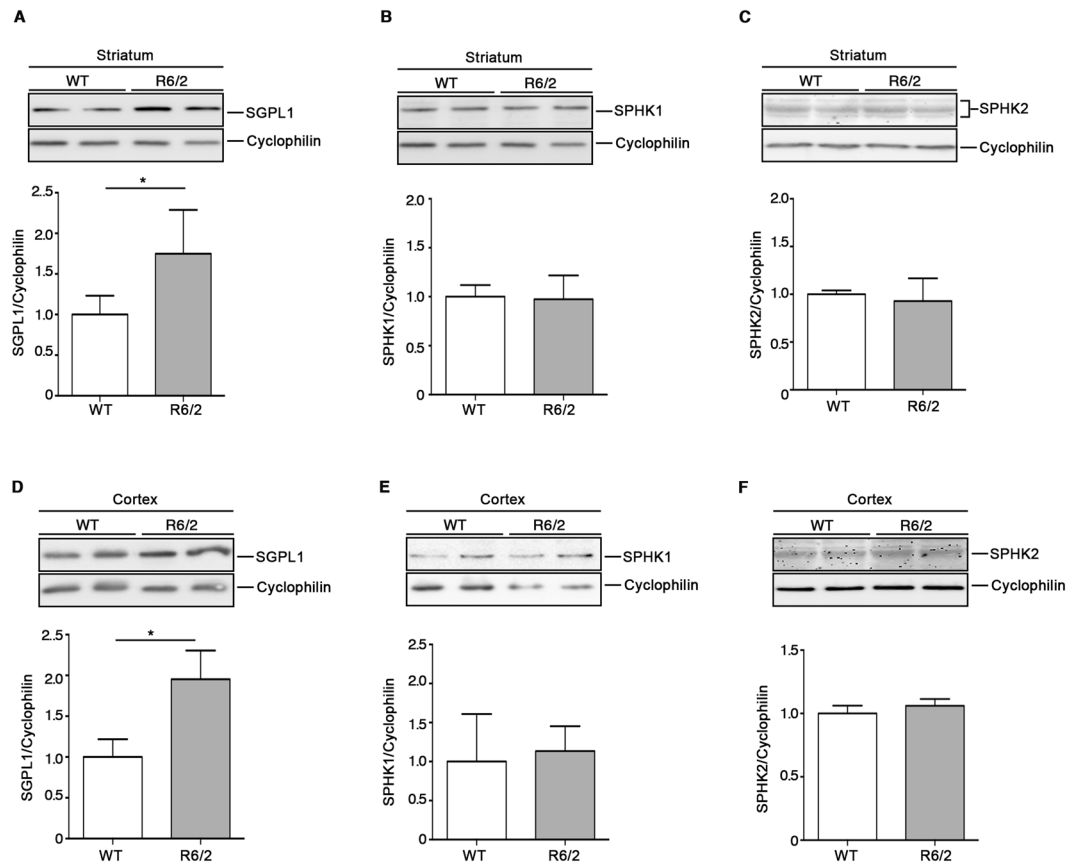 A
Striatum
WT R6/2
SGPL1
Cyclophilin
*
2.5
2.0
1.5
1.0
0.5
0
SGPL1/Cyclophilin
WT R6/2
B
Striatum
WT R6/2
SPHK1
Cyclophilin
2.0
1.5
1.0
0.5
0
SPHK1/Cyclophilin
WT R6/2
C
Striatum
WT R6/2
SPHK2
Cyclophilin
2.0
1.5
1.0
0.5
0
SPHK2/Cyclophilin
WT R6/2
D
Cortex
WT R6/2
SGPL1
Cyclophilin
*
2.5
2.0
1.5
1.0
0.5
0
SGPL1/Cyclophilin
WT R6/2
E
Cortex
WT R6/2
SPHK1
Cyclophilin
2.5
2.0
1.5
1.0
0.5
0
SPHK1/Cyclophilin
WT R6/2
F
Cortex
WT R6/2
SPHK2
Cyclophilin
1.5
1.0
0.5
0
SPHK2/Cyclophilin
WT R6/2